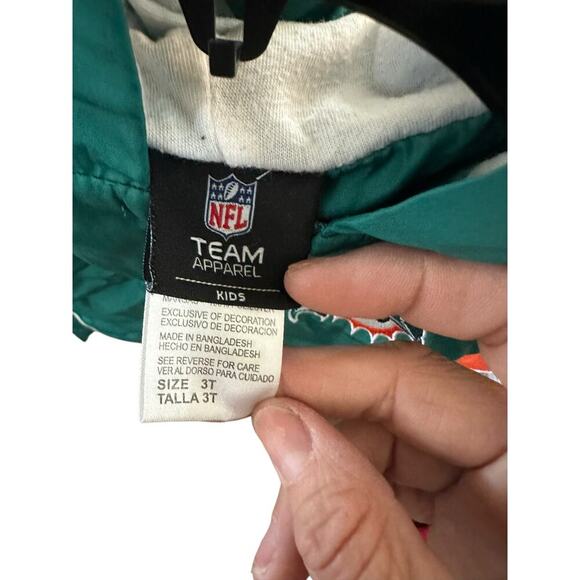 NFL
TEAM
APPAREL
KIDS
EXCLUSIVE OF DECORATION
EXCLUSIVO DE DECORACION
MADE IN BANGLADESH
HECHO EN BANGLADESH
SEE REVERSE FOR CARE
VER AL DORSO PARA CUIDADO
SIZE 3T
TALLA 3T